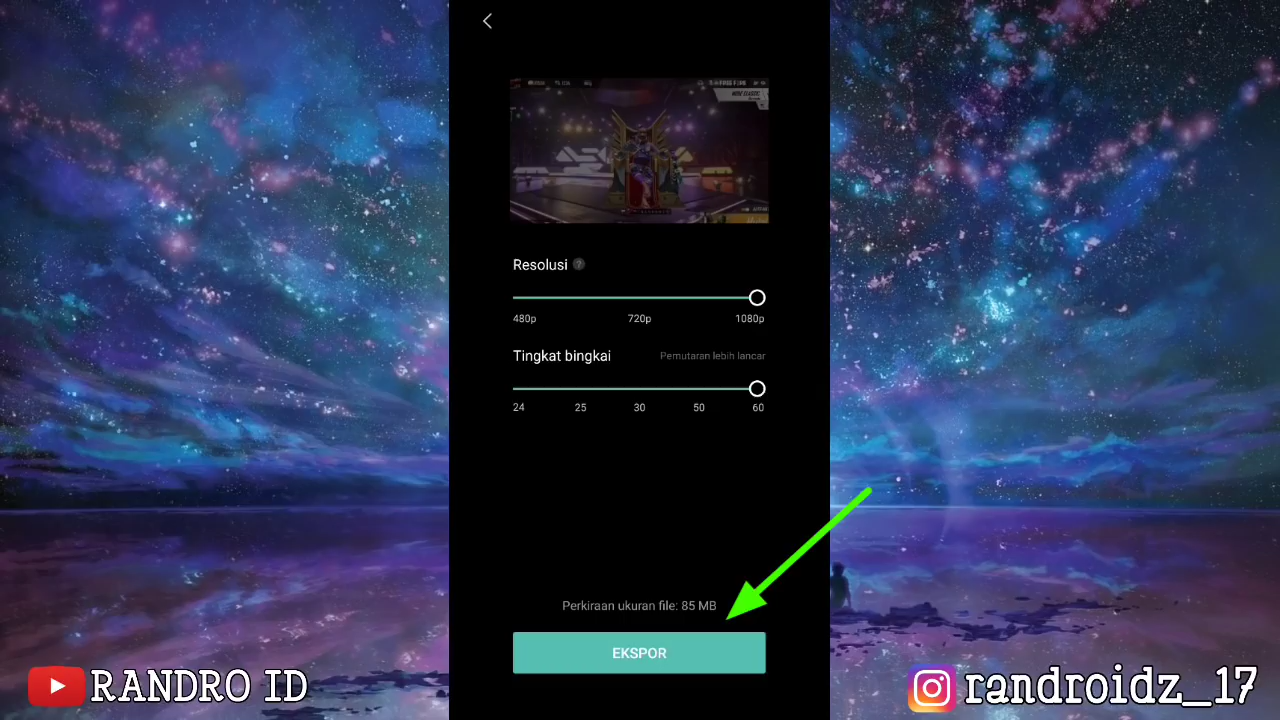 Resolusi ?
480p 720p 1080p
Tingkat bingkai Pemutaran lebih lancar
24 25 30 50 60
Perkiraan ukuran file: 85 MB
EKSPOR
RANDRO ID
randroidz_17